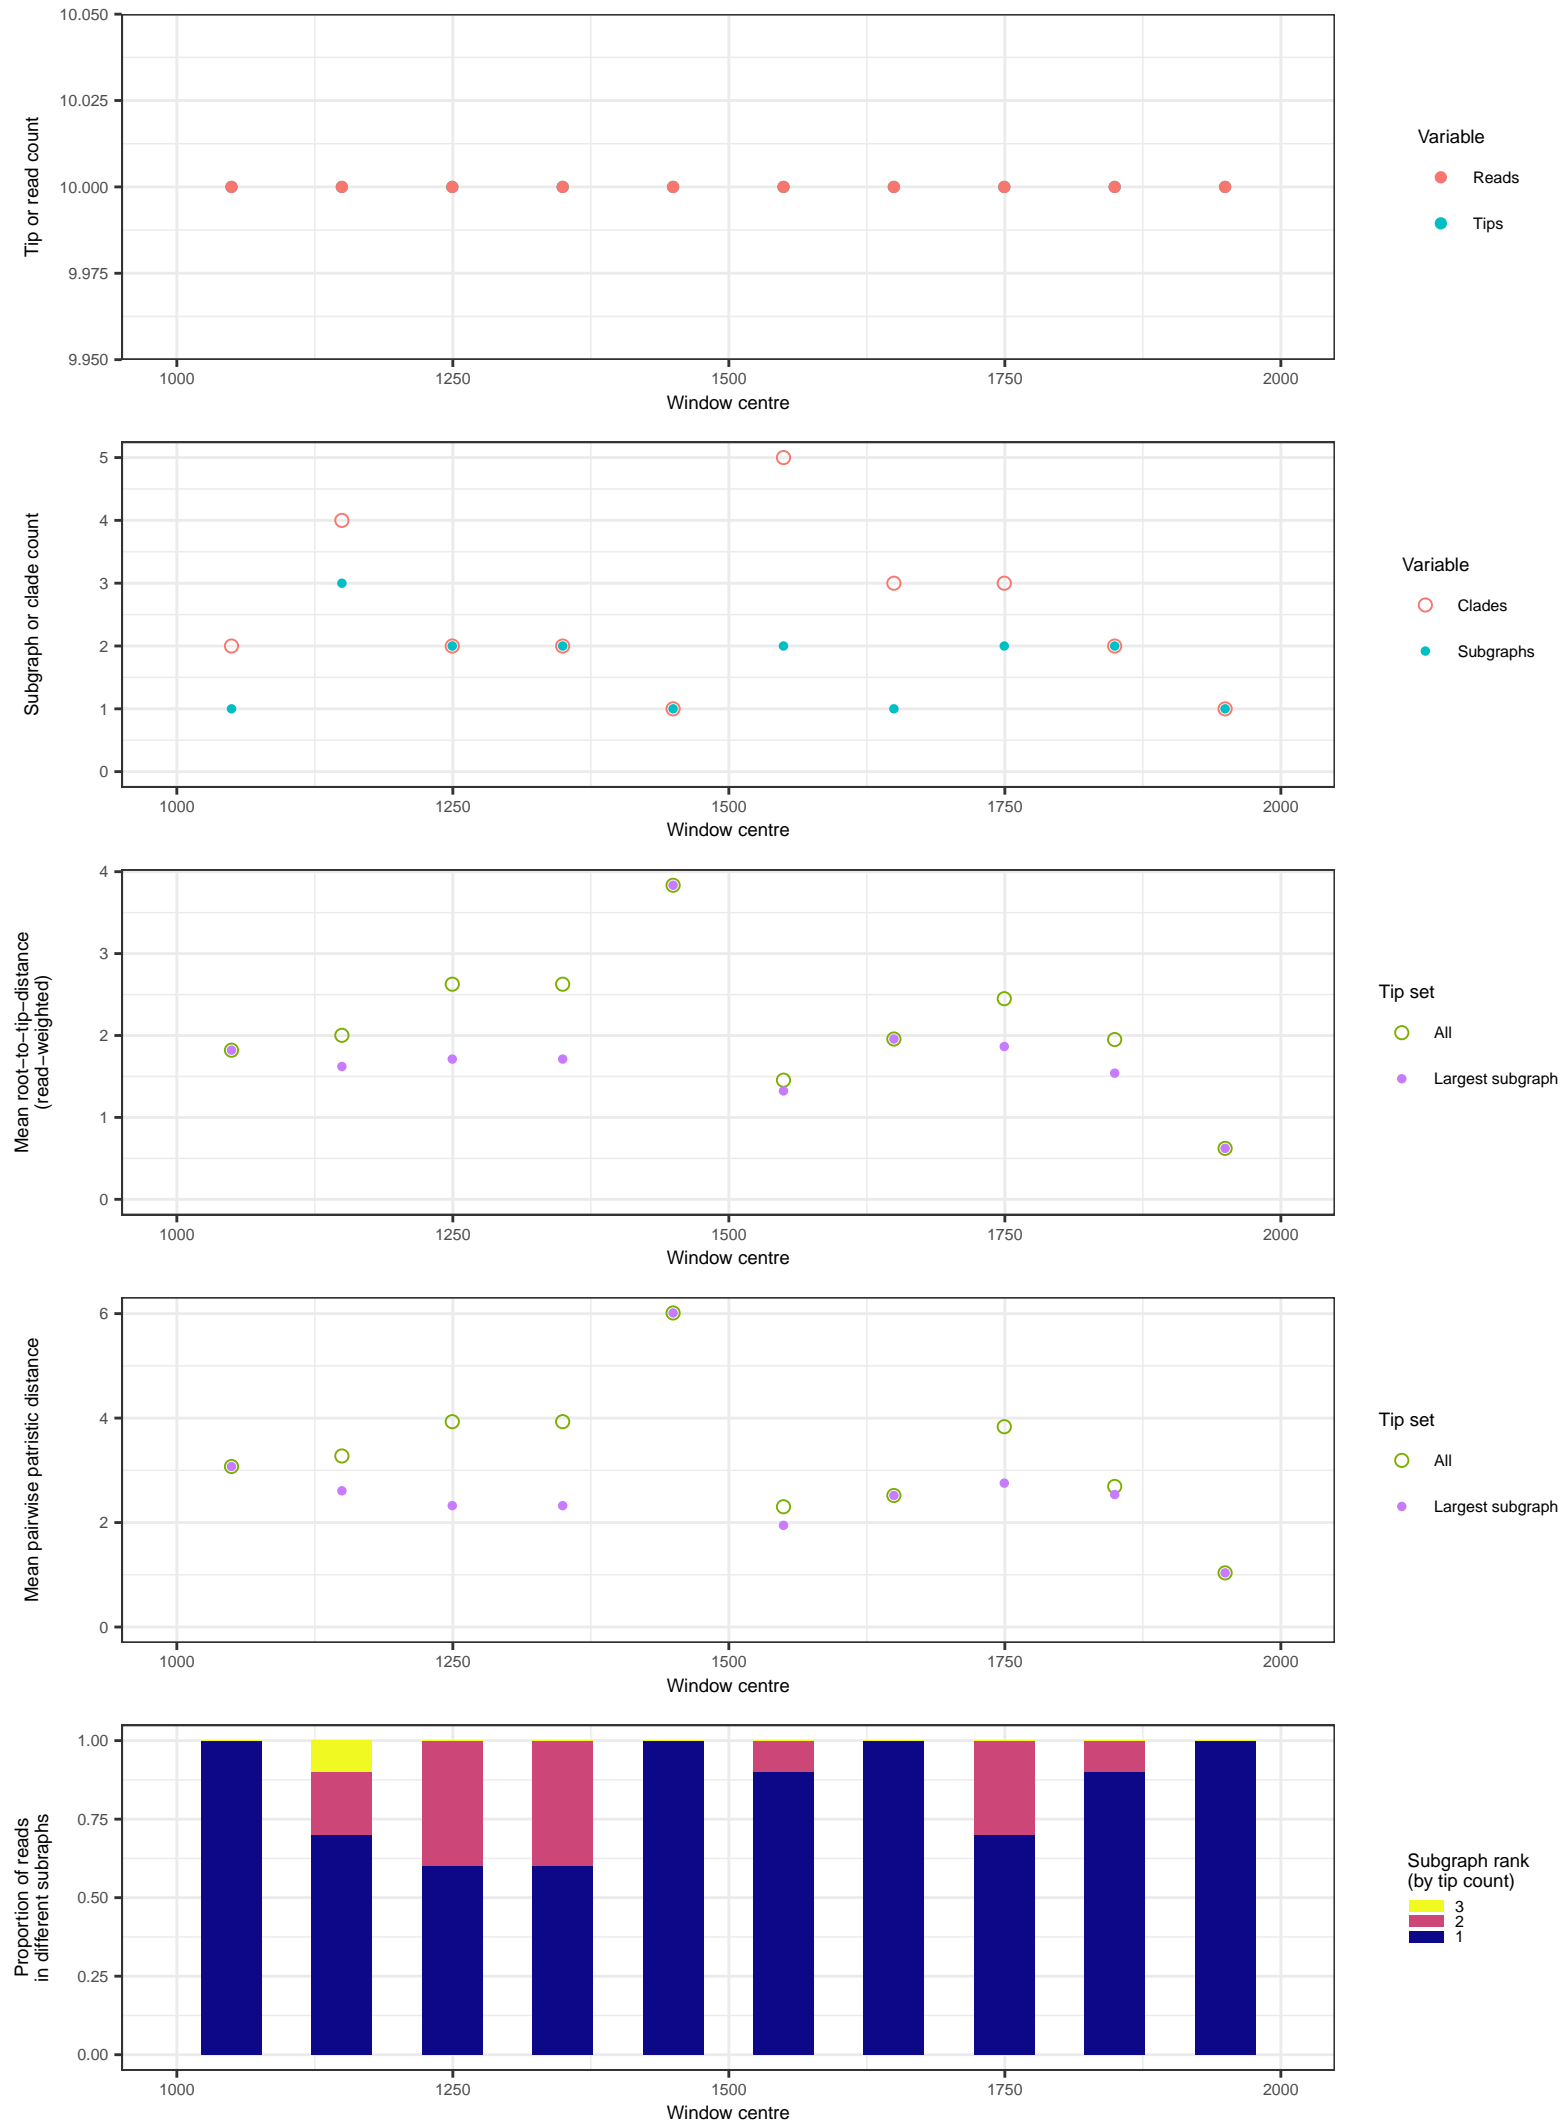 10.050
10.025
10.000
9.975
9.950
Tip or read count
1000 1250 1500 1750 2000
Window centre
Variable
Reads
Tips
5
4
3
2
1
0
Subgraph or clade count
1000 1250 1500 1750 2000
Window centre
Variable
Clades
Subgraphs
4
3
2
1
0
Mean root−to−tip−distance
(read−weighted)
1000 1250 1500 1750 2000
Window centre
Tip set
All
Largest subgraph
6
4
2
0
Mean pairwise patristic distance
1000 1250 1500 1750 2000
Window centre
Tip set
All
Largest subgraph
1.00
0.75
0.50
0.25
0.00
Proportion of reads
in different subraphs
1000 1250 1500 1750 2000
Window centre
Subgraph rank
(by tip count)
3
2
1